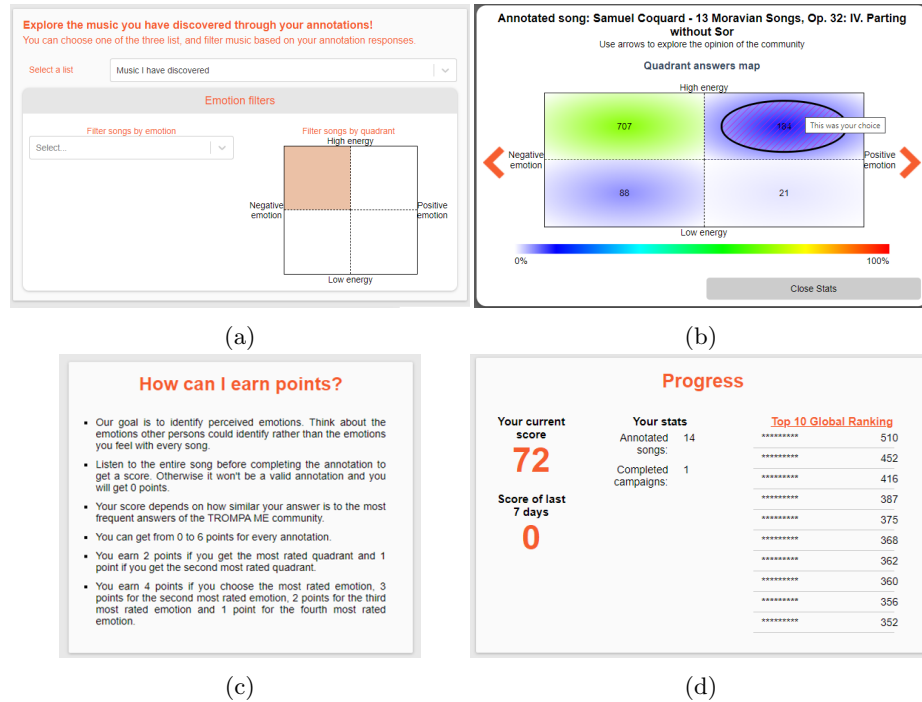 Explore the music you have discovered through your annotations!
You can choose one of the three list, and filter music based on your annotation responses.
Select a list
Music I have discovered
Emotion filters
Filter songs by emotion
Select...
Filter songs by quadrant
High energy
Negative
emotion
Positive
emotion
Low energy
(a)
Annotated song: Samuel Coquard - 13 Moravian Songs, Op. 32: IV. Parting
without Sor
Use arrows to explore the opinion of the community
Quadrant answers map
High energy
707
This was your choice
Negative
emotion
Positive
emotion
88
21
Low energy
0%
100%
Close Stats
(b)
How can I earn points?
▪ Our goal is to identify perceived emotions. Think about the
emotions other persons could identify rather than the emotions
you feel with every song.
▪ Listen to the entire song before completing the annotation to
get a score. Otherwise it won't be a valid annotation and you
will get 0 points.
▪ Your score depends on how similar your answer is to the most
frequent answers of the TROMPA ME community.
▪ You can get from 0 to 6 points for every annotation.
▪ You earn 2 points if you get the most rated quadrant and 1
point if you get the second most rated quadrant.
▪ You earn 4 points if you choose the most rated emotion, 3
points for the second most rated emotion, 2 points for the third
most rated emotion and 1 point for the fourth most rated
emotion.
(c)
Progress
Your current
score
72
Score of last
7 days
0
Your stats
Annotated songs: 14
Completed campaigns: 1
Top 10 Global Ranking
********* 510
********* 452
********* 416
********* 387
********* 375
********* 368
********* 362
********* 360
********* 356
********* 352
(d)